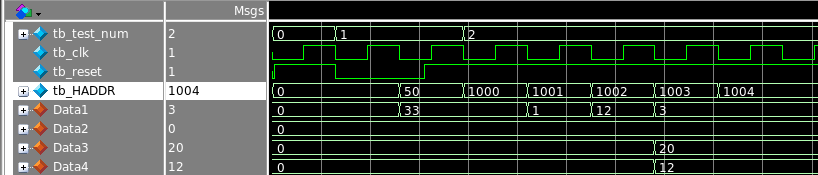 Msgs
tb_test_num 2 0 1 2
tb_clk 1
tb_reset 1
tb_HADDR 1004 0 50 1000 1001 1002 1003 1004
Data1 3 0 33 1 12 3
Data2 0 0
Data3 20 0 20
Data4 12 0 12